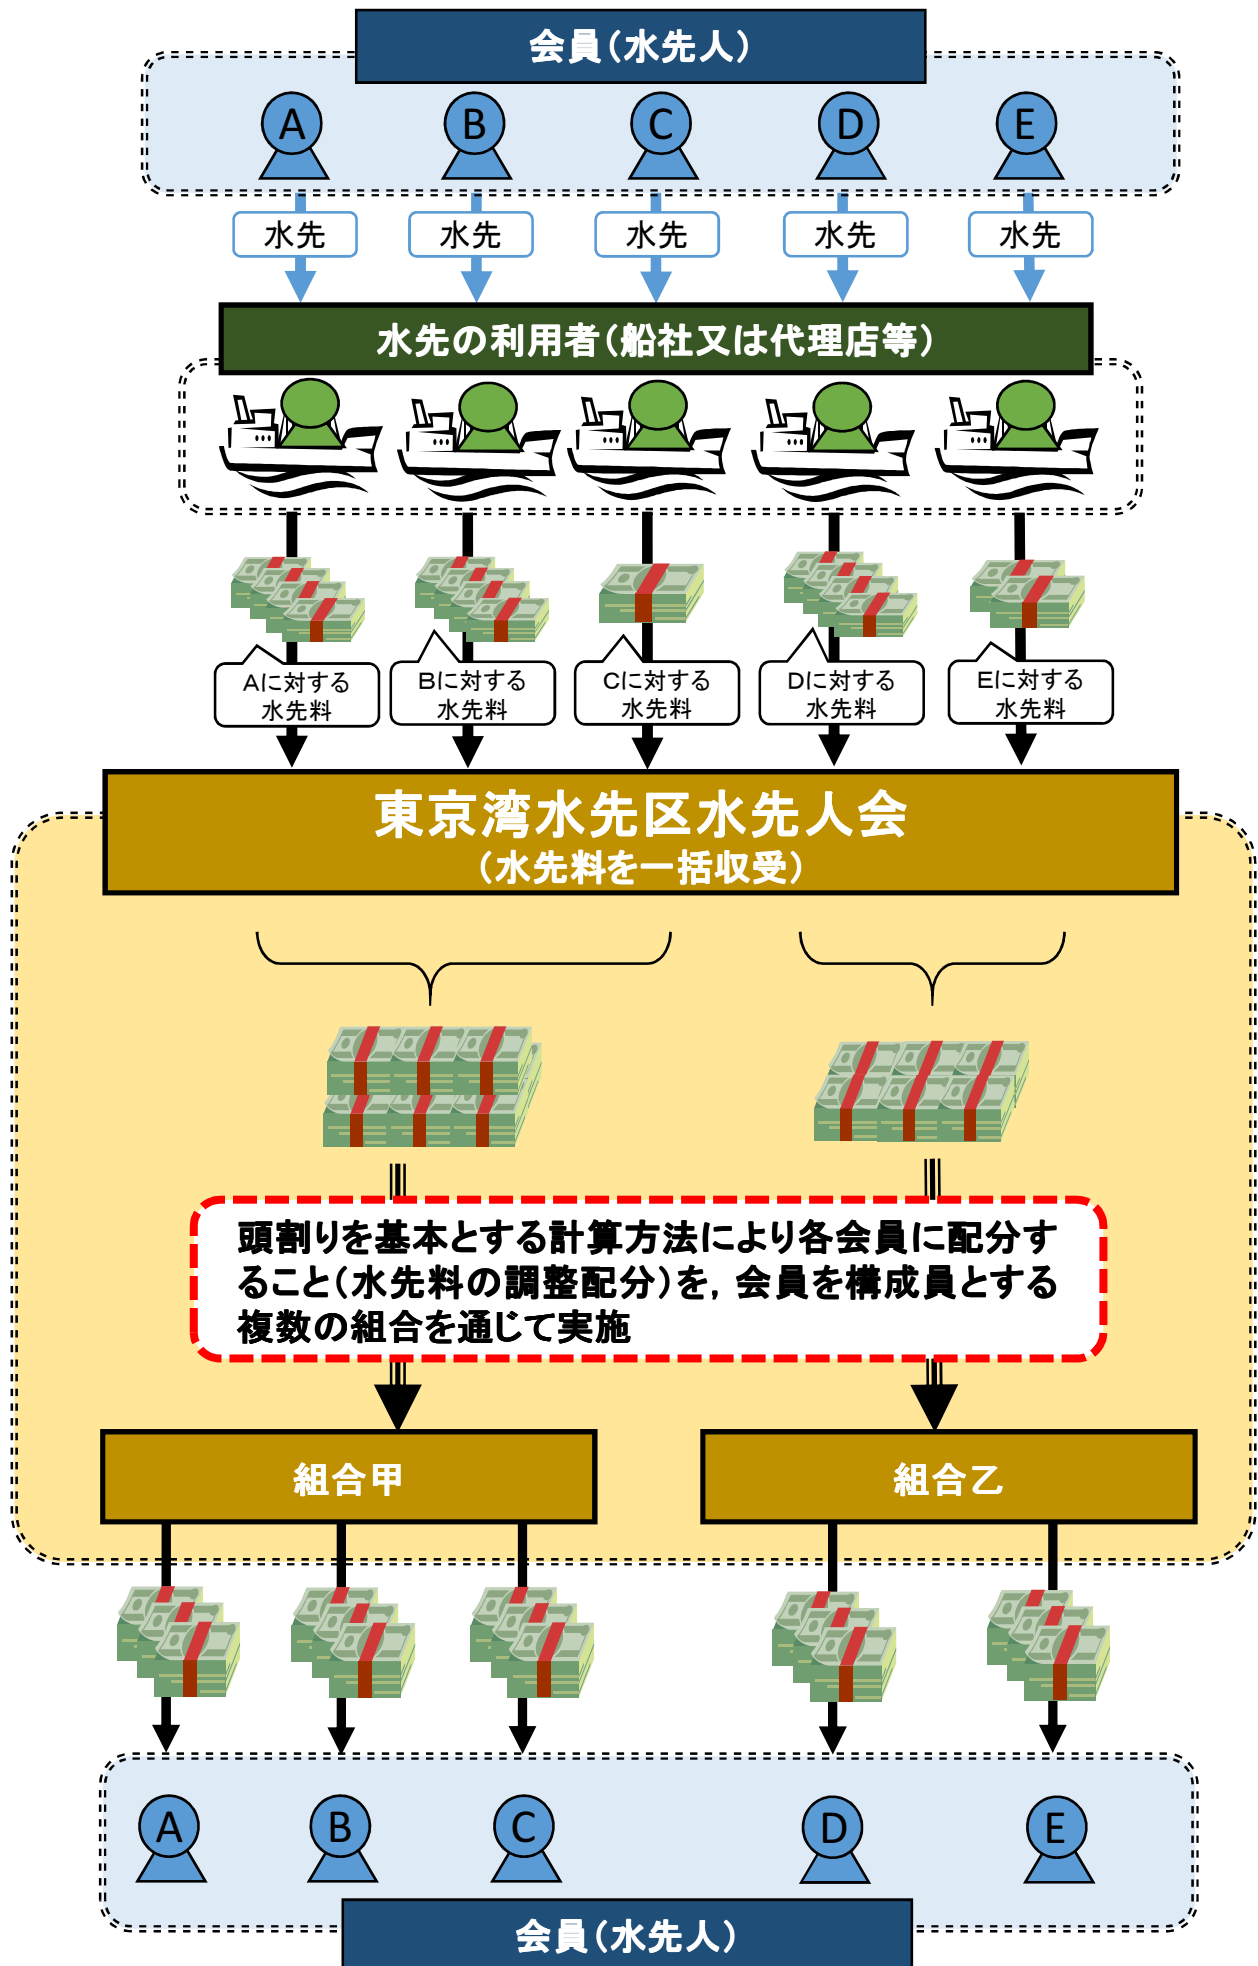 会員(水先人)
A B C D E
水先 水先 水先 水先 水先
水先の利用者(船社又は代理店等)
Aに対する
水先料
Bに対する
水先料
Cに対する
水先料
Dに対する
水先料
Eに対する
水先料
東京湾水先区水先人会
(水先料を一括収受)
頭割りを基本とする計算方法により各会員に配分す
ること(水先料の調整配分)を,会員を構成員とする
複数の組合を通じて実施
組合甲 組合乙
A B C D E
会員(水先人)